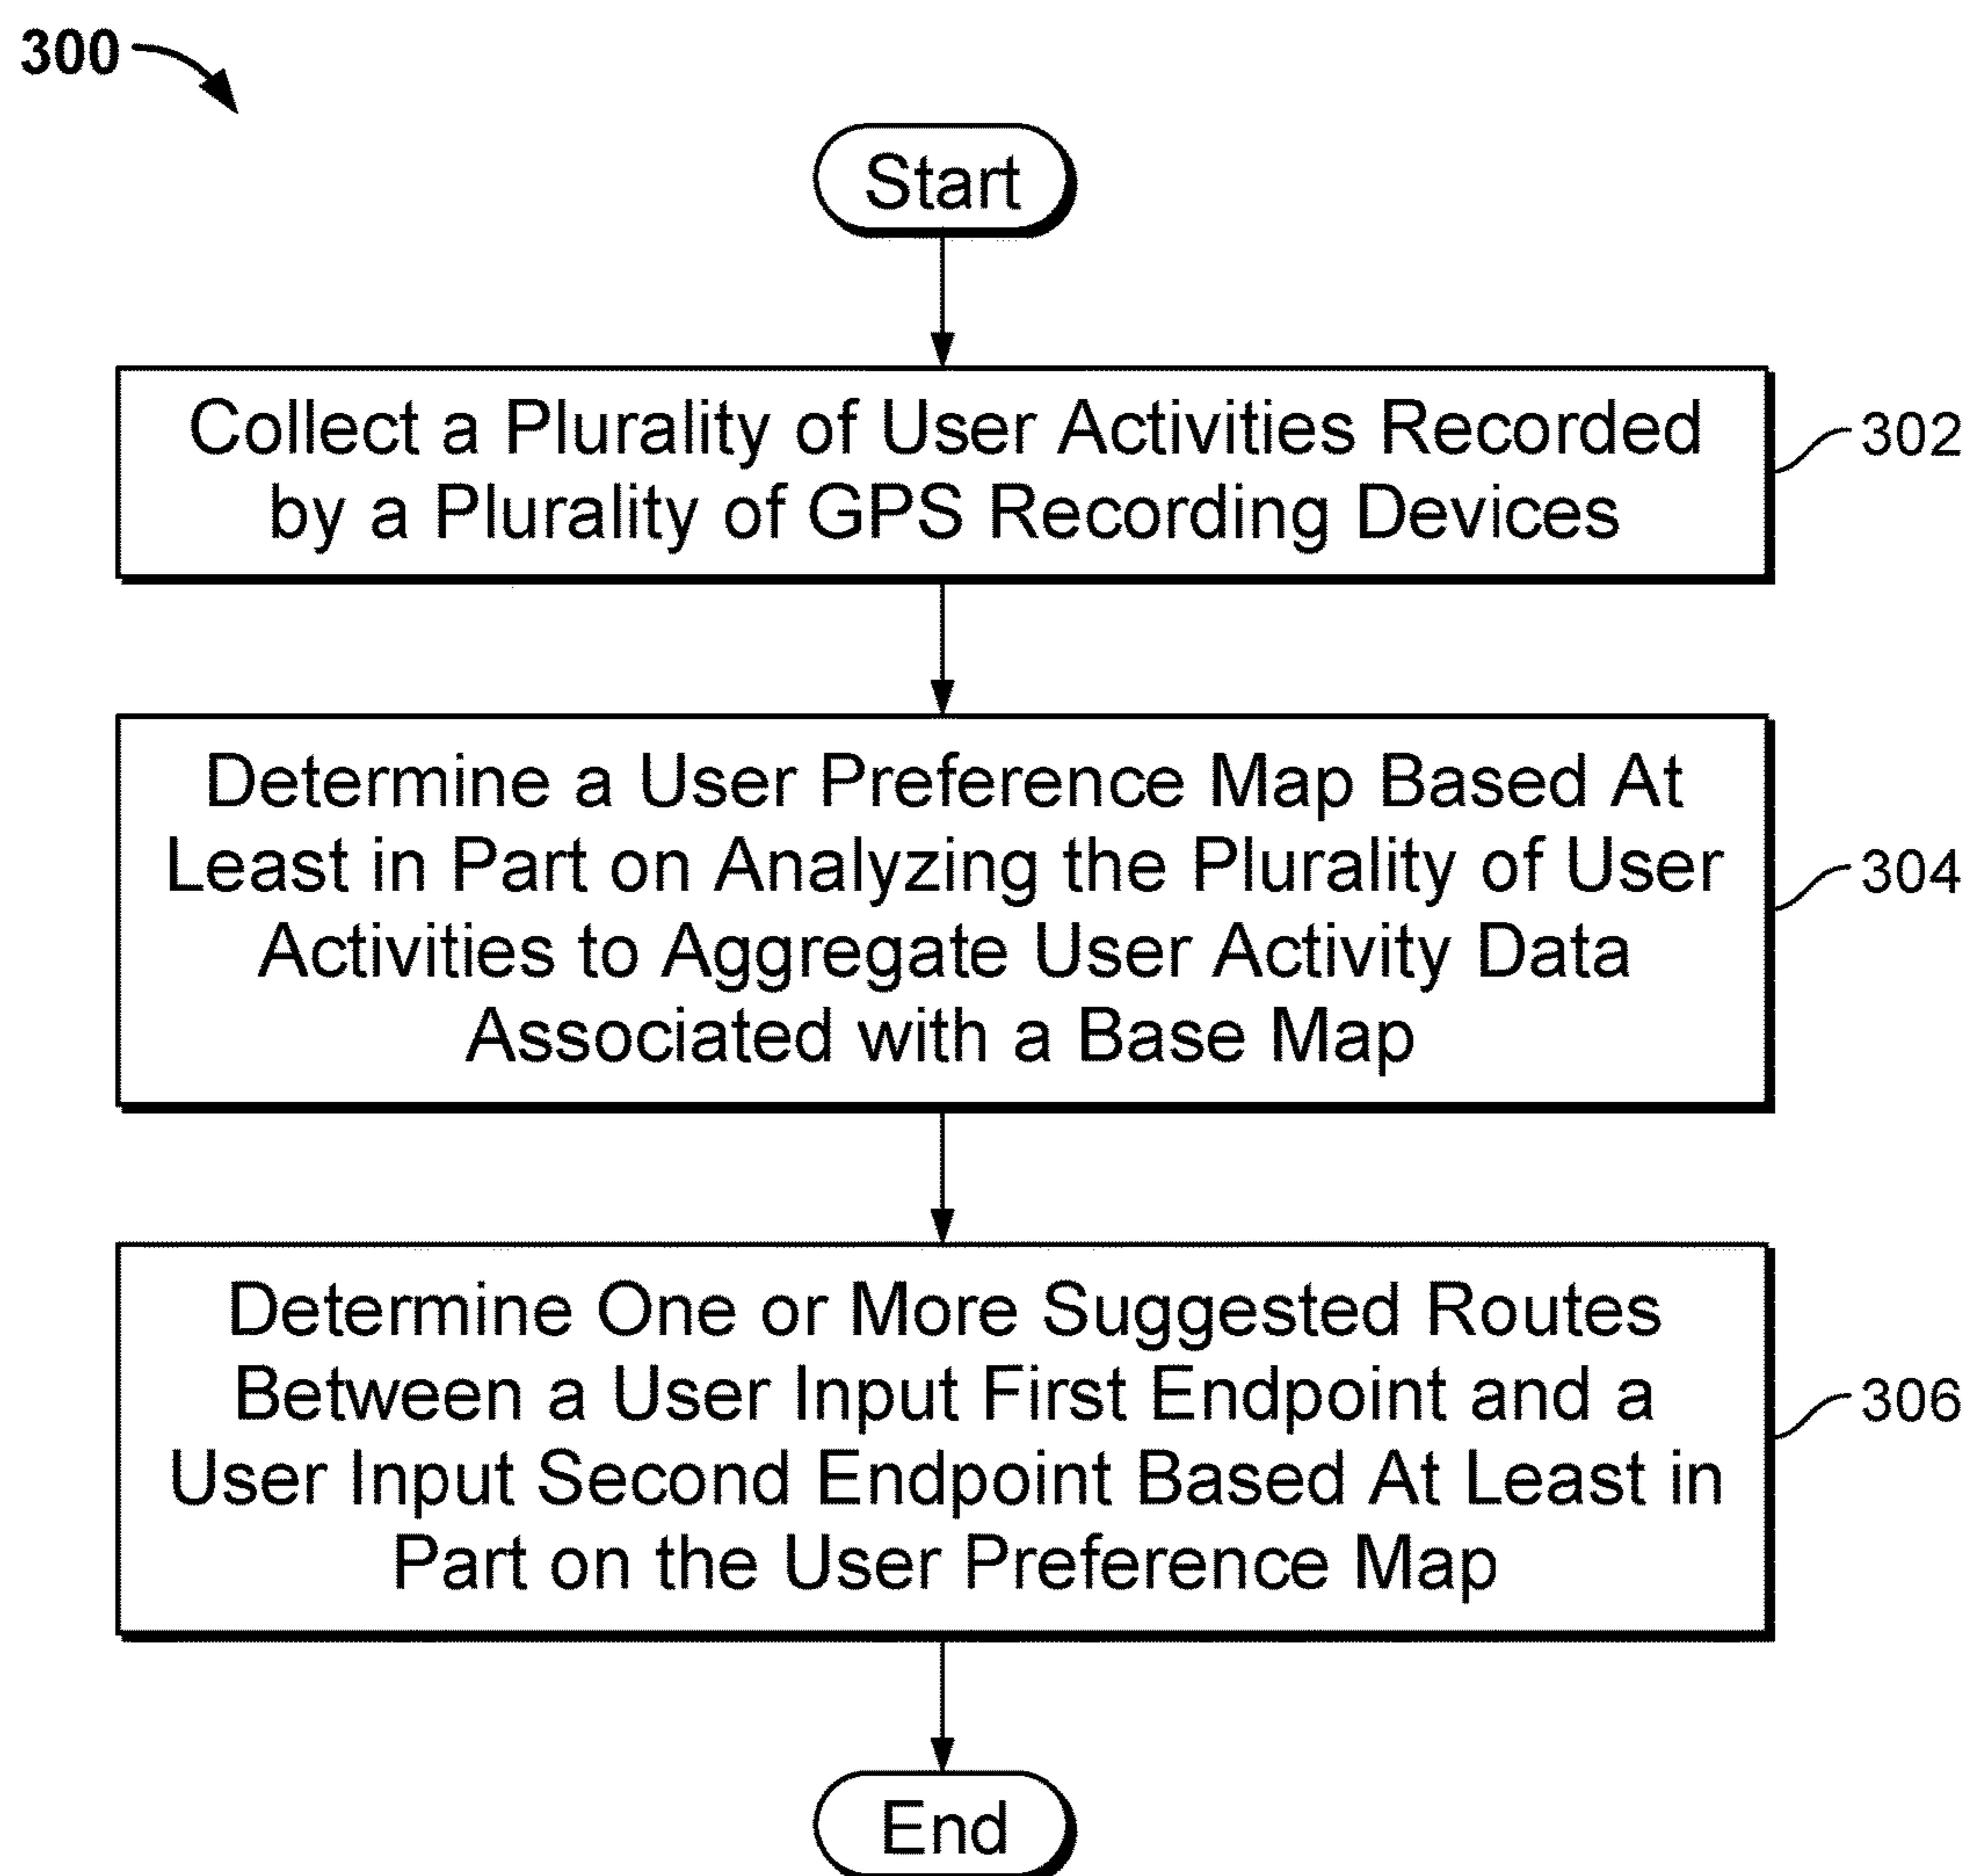 300
Start
Collect a Plurality of User Activities Recorded
by a Plurality of GPS Recording Devices
302
Determine a User Preference Map Based At
Least in Part on Analyzing the Plurality of User
Activities to Aggregate User Activity Data
Associated with a Base Map
304
Determine One or More Suggested Routes
Between a User Input First Endpoint and a
User Input Second Endpoint Based At Least in
Part on the User Preference Map
306
End